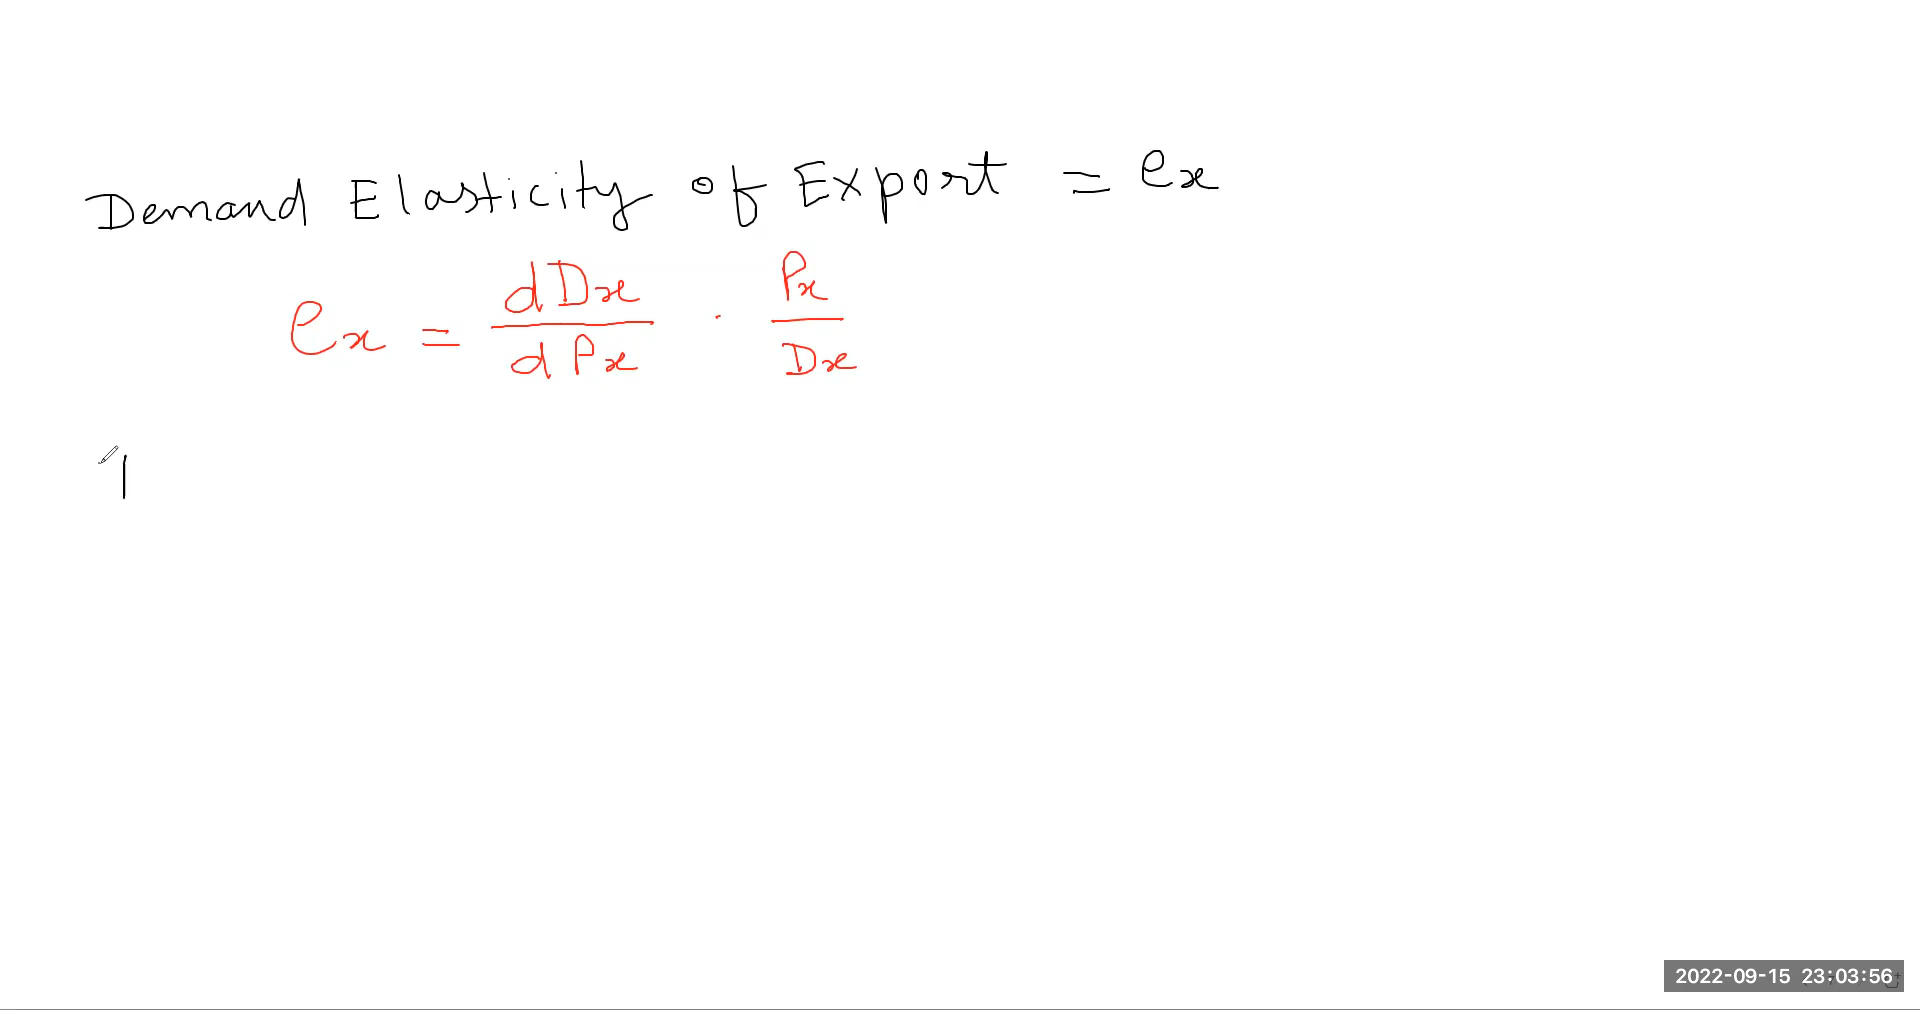 Demand Elasticity of Export = ex
ex = dDx / dPx . Px / Dx
2022-09-15 23:03:56